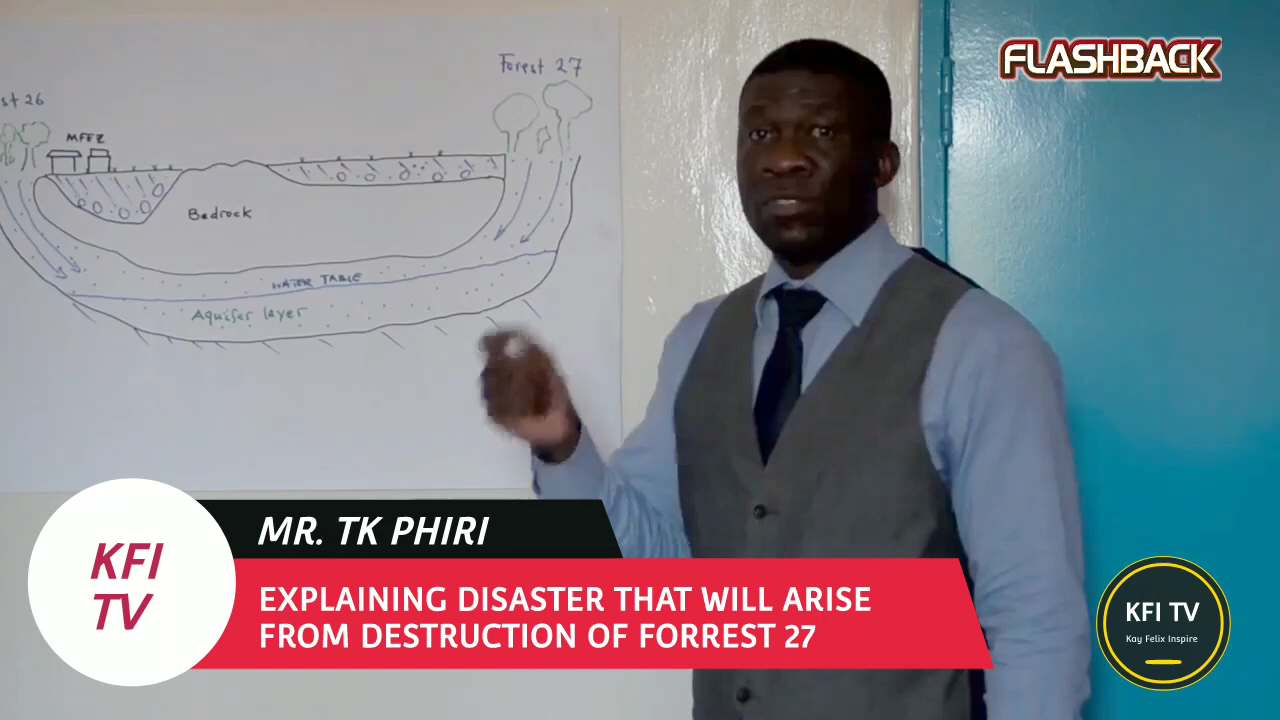 FLASHBACK
Forest 27
st 26
MFEZ
Bedrock
WATER TABLE
Aquifer layer
KFI
TV
MR. TK PHIRI
EXPLAINING DISASTER THAT WILL ARISE
FROM DESTRUCTION OF FORREST 27
KFI TV
Kay Felix Inspire